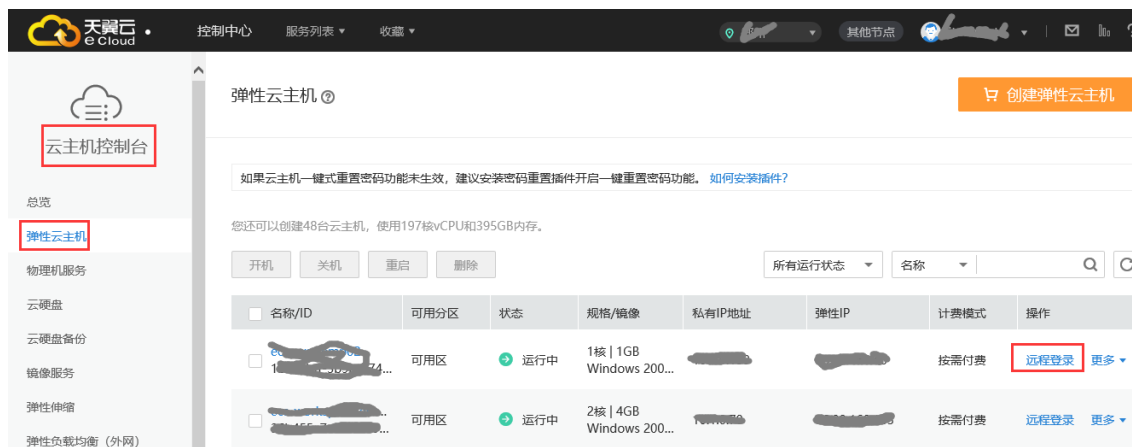 天翼云
e Cloud
控制中心 服务列表 收藏 其他节点
云主机控制台
总览
弹性云主机
物理机服务
云硬盘
云硬盘备份
镜像服务
弹性伸缩
弹性负载均衡（外网）
弹性云主机
创建弹性云主机
如果云主机一键式重置密码功能未生效，建议安装密码重置插件开启一键重置密码功能。 如何安装插件?
您还可以创建48台云主机，使用197核vCPU和395GB内存。
开机 关机 重启 删除 所有运行状态 名称
名称/ID 可用分区 状态 规格/镜像 私有IP地址 弹性IP 计费模式 操作
可用区 运行中 1核 | 1GB 按需付费 远程登录 更多
Windows 200...
可用区 运行中 2核 | 4GB 按需付费 远程登录 更多
Windows 200...